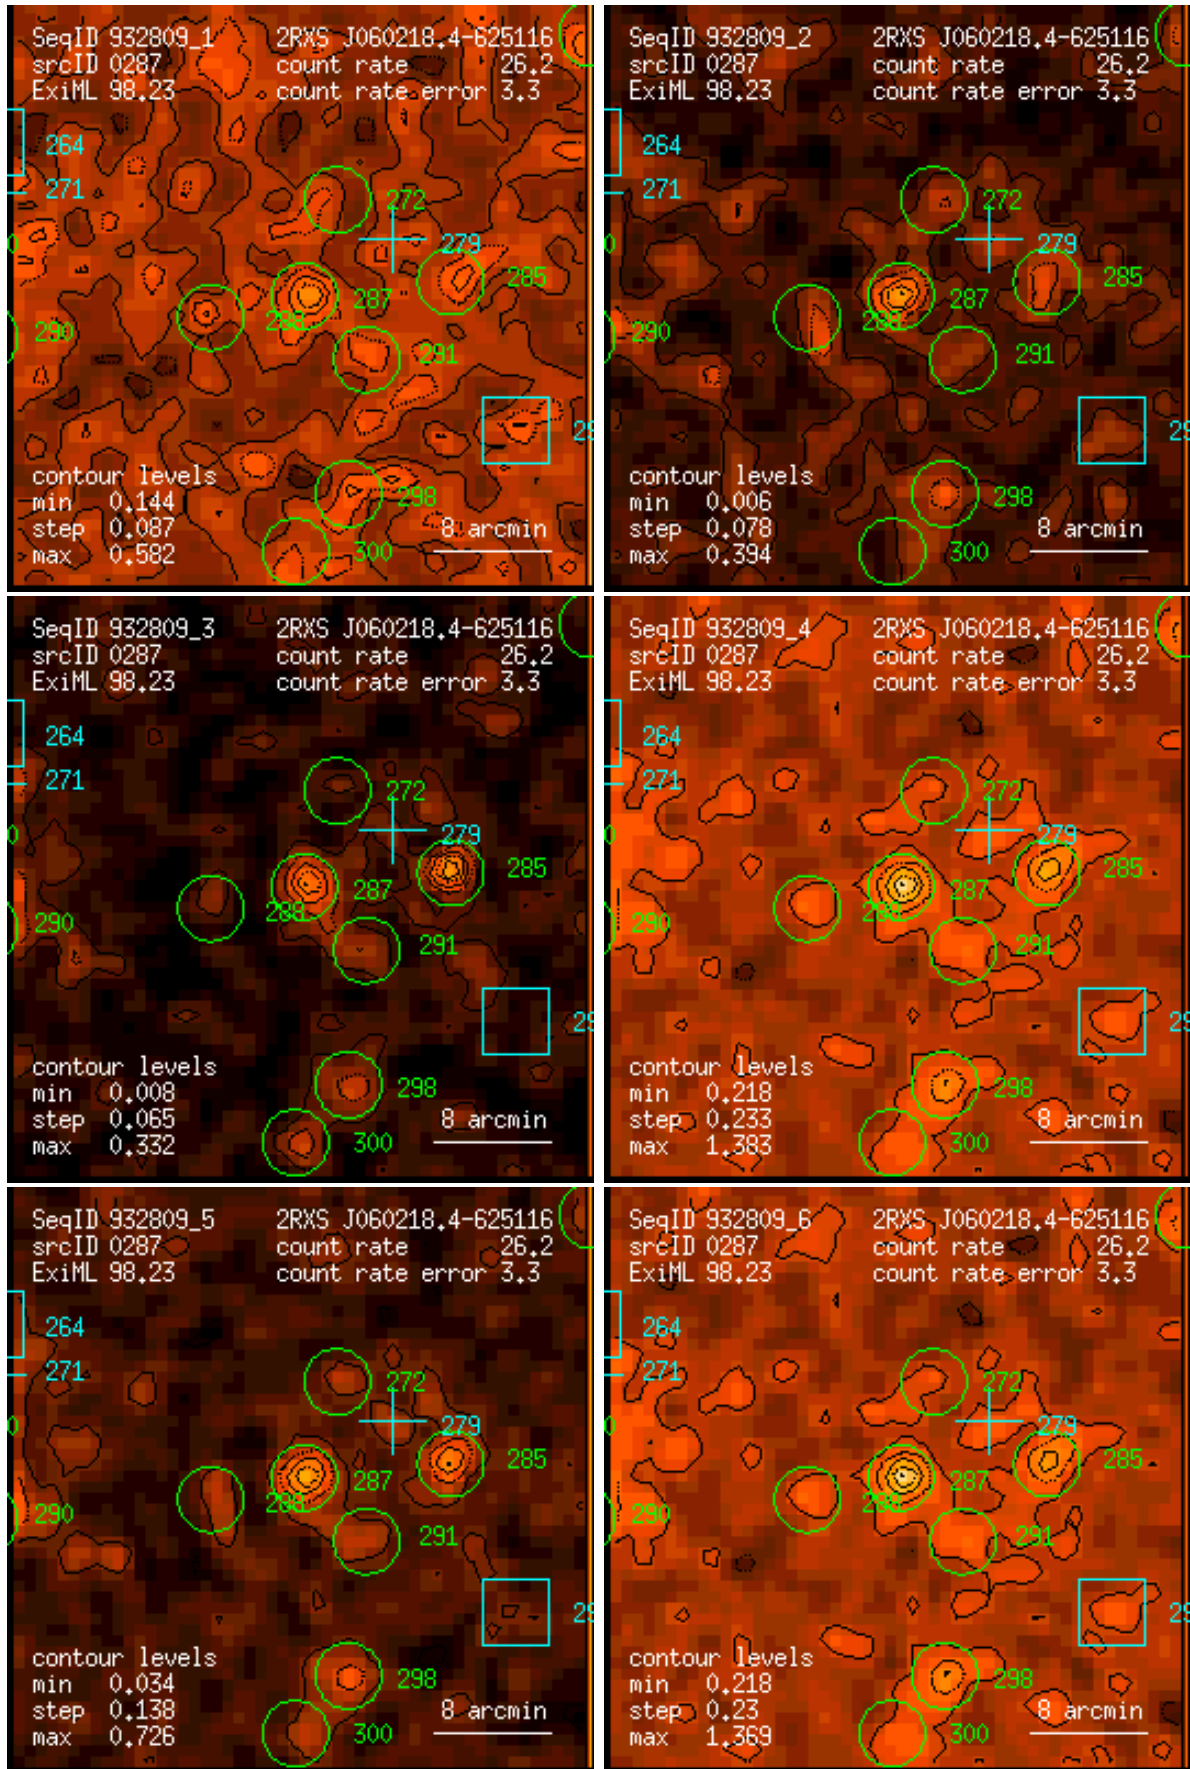 SeqID 932809_1 2RXS J060218.4-625116
srcID 0287 count rate 26.2
ExiML 98.23 count rate error 3.3
264
271
272
279
0
285
287
288
290
291
29
contour levels
min 0.144
298
step 0.087
8 arcmin
max 0.582
300
SeqID 932809_2 2RXS J060218.4-625116
srcID 0287 count rate 26.2
ExiML 98.23 count rate error 3.3
264
271
272
279
0
285
287
288
290
291
29
contour levels
min 0.006
298
step 0.078
8 arcmin
max 0.394
300
SeqID 932809_3 2RXS J060218.4-625116
srcID 0287 count rate 26.2
ExiML 98.23 count rate error 3.3
264
271
272
279
0
285
287
288
290
291
29
contour levels
min 0.008
298
step 0.065
8 arcmin
max 0.332
300
SeqID 932809_4 2RXS J060218.4-625116
srcID 0287 count rate 26.2
ExiML 98.23 count rate error 3.3
264
271
272
279
0
285
287
288
290
291
29
contour levels
min 0.218
298
step 0.233
8 arcmin
max 1.383
300
SeqID 932809_5 2RXS J060218.4-625116
srcID 0287 count rate 26.2
ExiML 98.23 count rate error 3.3
264
271
272
279
0
285
287
288
290
291
29
contour levels
min 0.034
298
step 0.138
8 arcmin
max 0.726
300
SeqID 932809_6 2RXS J060218.4-625116
srcID 0287 count rate 26.2
ExiML 98.23 count rate error 3.3
264
271
272
279
0
285
287
288
290
291
29
contour levels
min 0.218
298
step 0.23
8 arcmin
max 1.369
300